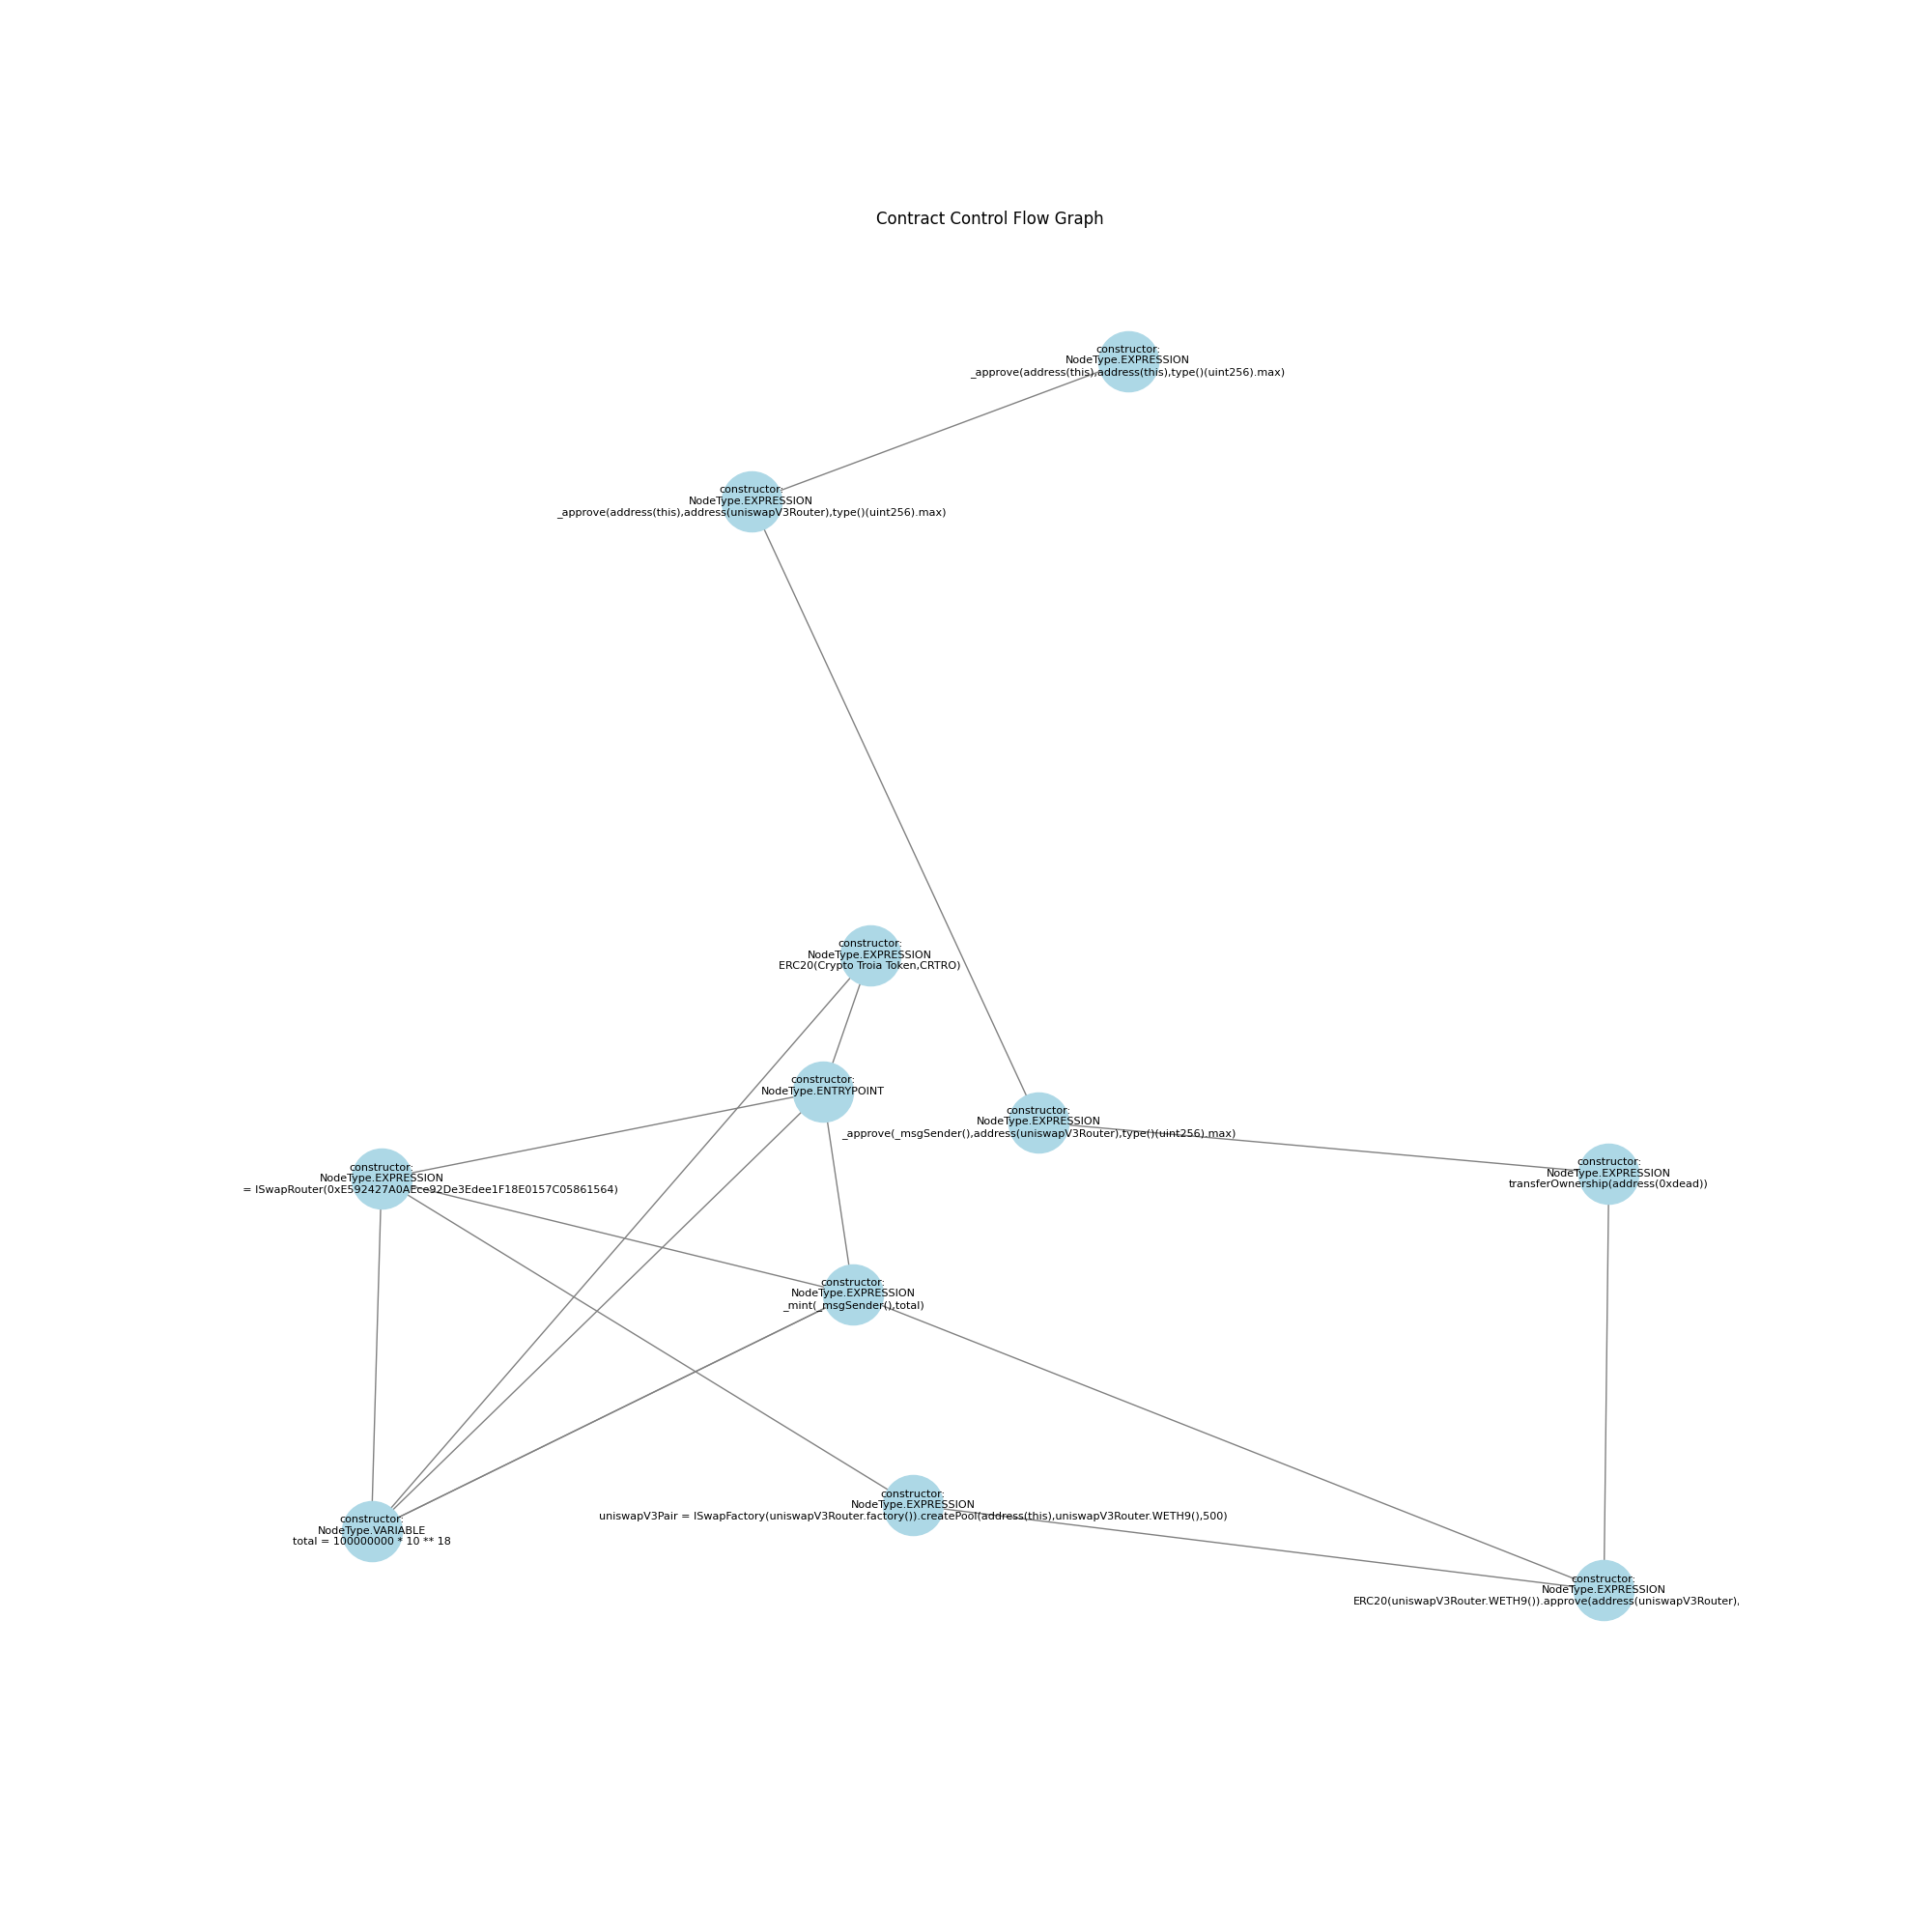 Contract Control Flow Graph
constructor:
NodeType.EXPRESSION
_approve(address(this),address(this),type()(uint256).max)
constructor:
NodeType.EXPRESSION
_approve(address(this),address(uniswapV3Router),type()(uint256).max)
constructor:
NodeType.EXPRESSION
ERC20(Crypto Troia Token,CRTRO)
constructor:
NodeType.ENTRYPOINT
constructor:
NodeType.EXPRESSION
_approve(_msgSender(),address(uniswapV3Router),type()(uint256).max)
constructor:
NodeType.EXPRESSION
transferOwnership(address(0xdead))
constructor:
NodeType.EXPRESSION
= ISwapRouter(0xE592427A0AEce92De3Edee1F18E0157C05861564)
constructor:
NodeType.EXPRESSION
_mint(_msgSender(),total)
constructor:
NodeType.EXPRESSION
uniswapV3Pair = ISwapFactory(uniswapV3Router.factory()).createPool(address(this),uniswapV3Router.WETH9(),500)
constructor:
NodeType.VARIABLE
total = 100000000 * 10 ** 18
constructor:
NodeType.EXPRESSION
ERC20(uniswapV3Router.WETH9()).approve(address(uniswapV3Router),